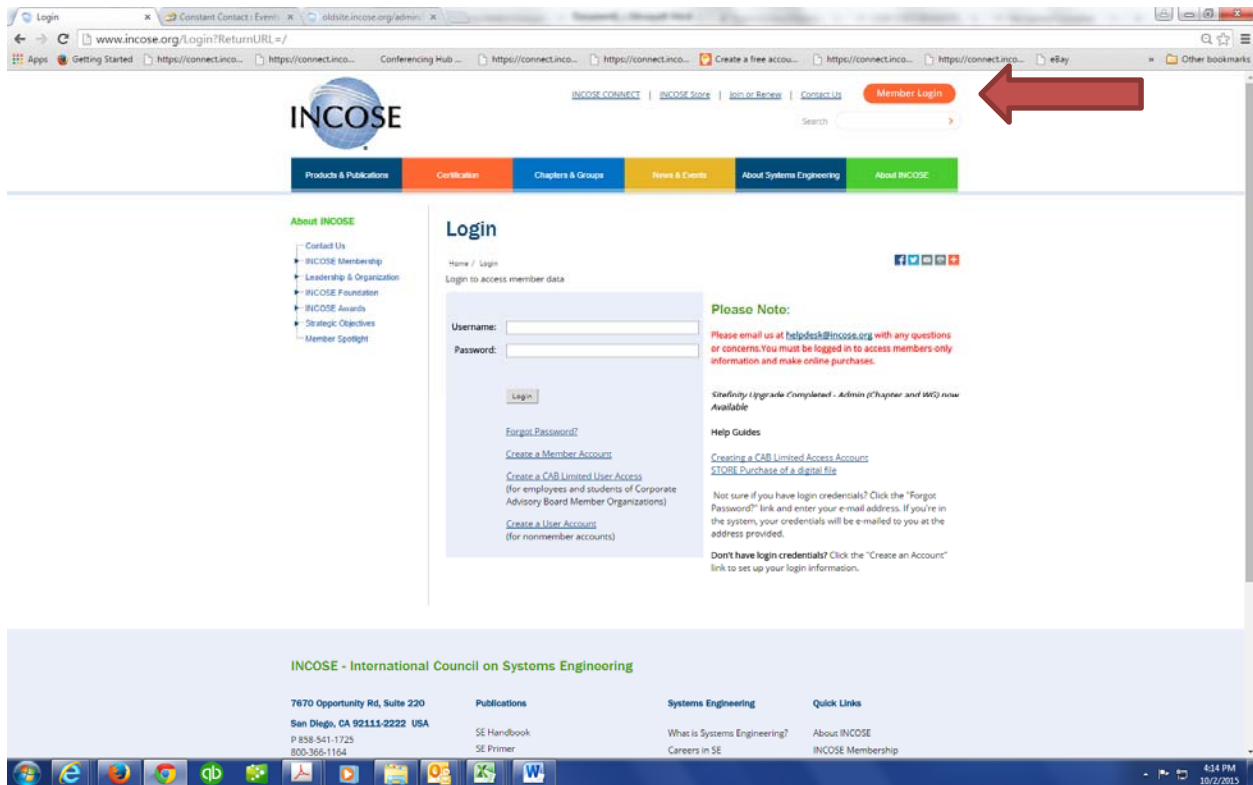 Login
Constant Contact : Event
oldsite.incose.org/admin
www.incose.org/Login?ReturnURL=/
Apps Getting Started https://connect.inco... https://connect.inco... Conferencing Hub ... https://connect.inco... https://connect.inco... Create a free accou... https://connect.inco... https://connect.inco... eBay » Other bookmarks
INCOSE CONNECT | INCOSE Store | Join or Renew | Contact Us Member Login
INCOSE
Search
Products & Publications Certification Chapters & Groups News & Events About Systems Engineering About INCOSE
About INCOSE
Contact Us
INCOSE Membership
Leadership & Organization
INCOSE Foundation
INCOSE Awards
Strategic Objectives
Member Spotlight
Login
Home / Login
Login to access member data
Username:
Password:
Login
Forgot Password?
Create a Member Account
Create a CAB Limited User Access
(for employees and students of Corporate
Advisory Board Member Organizations)
Create a User Account
(for nonmember accounts)
Please Note:
Please email us at helpdesk@incose.org with any questions
or concerns.You must be logged in to access members-only
information and make online purchases.
Sitefinity Upgrade Completed - Admin (Chapter and WG) now
Available
Help Guides
Creating a CAB Limited Access Account
STORE Purchase of a digital file
Not sure if you have login credentials? Click the "Forgot
Password?" link and enter your e-mail address. If you're in
the system, your credentials will be e-mailed to you at the
address provided.
Don't have login credentials? Click the "Create an Account"
link to set up your login information.
INCOSE - International Council on Systems Engineering
7670 Opportunity Rd, Suite 220
San Diego, CA 92111-2222 USA
P 858-541-1725
800-366-1164
Publications
SE Handbook
SE Primer
Systems Engineering
What is Systems Engineering?
Careers in SE
Quick Links
About INCOSE
INCOSE Membership
4:14 PM
10/2/2015